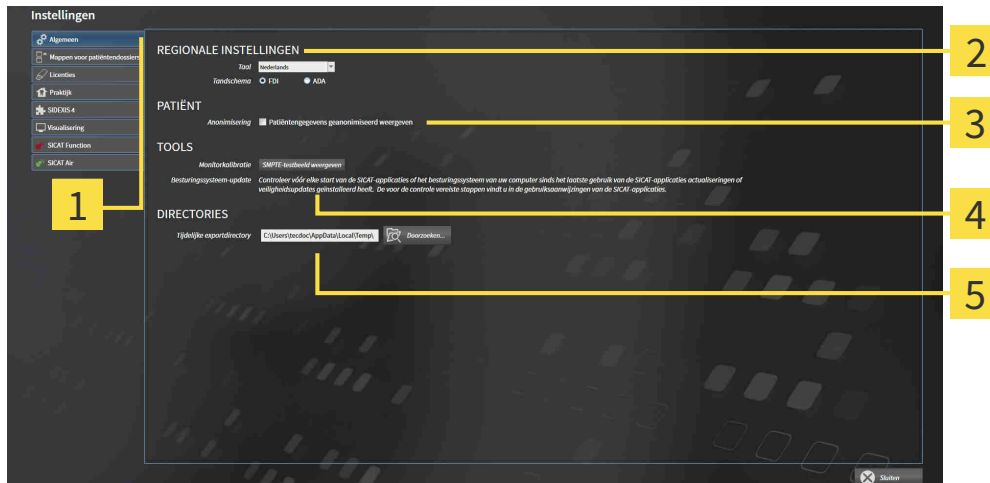 Instellingen
Algemeen
Mappen voor patiëntendossiers
Licenties
Praktijk
SIDEXIS 4
Visualisering
SICAT Function
SICAT Air
1
REGIONALE INSTELLINGEN
Taal Nederlands
Tandschema FDI ADA
PATIËNT
Anonimisering Patiëntengegevens geanonimiseerd weergeven
TOOLS
Monitorkalibratie SMPTE-testbeeld weergeven
Besturingssysteem-update Controleer vóór elke start van de SICAT-applicaties of het besturingssysteem van uw computer sinds het laatste gebruik van de SICAT-applicaties actualiseringen of
veiligheidsupdates geïnstalleerd heeft. De voor de controle vereiste stappen vindt u in de gebruiksaanwijzingen van de SICAT-applicaties.
DIRECTORIES
Tijdelijke exportdirectory C:\Users\tecdoc\AppData\Local\Temp\ Doorzoeken...
2
3
4
5
Sluiten